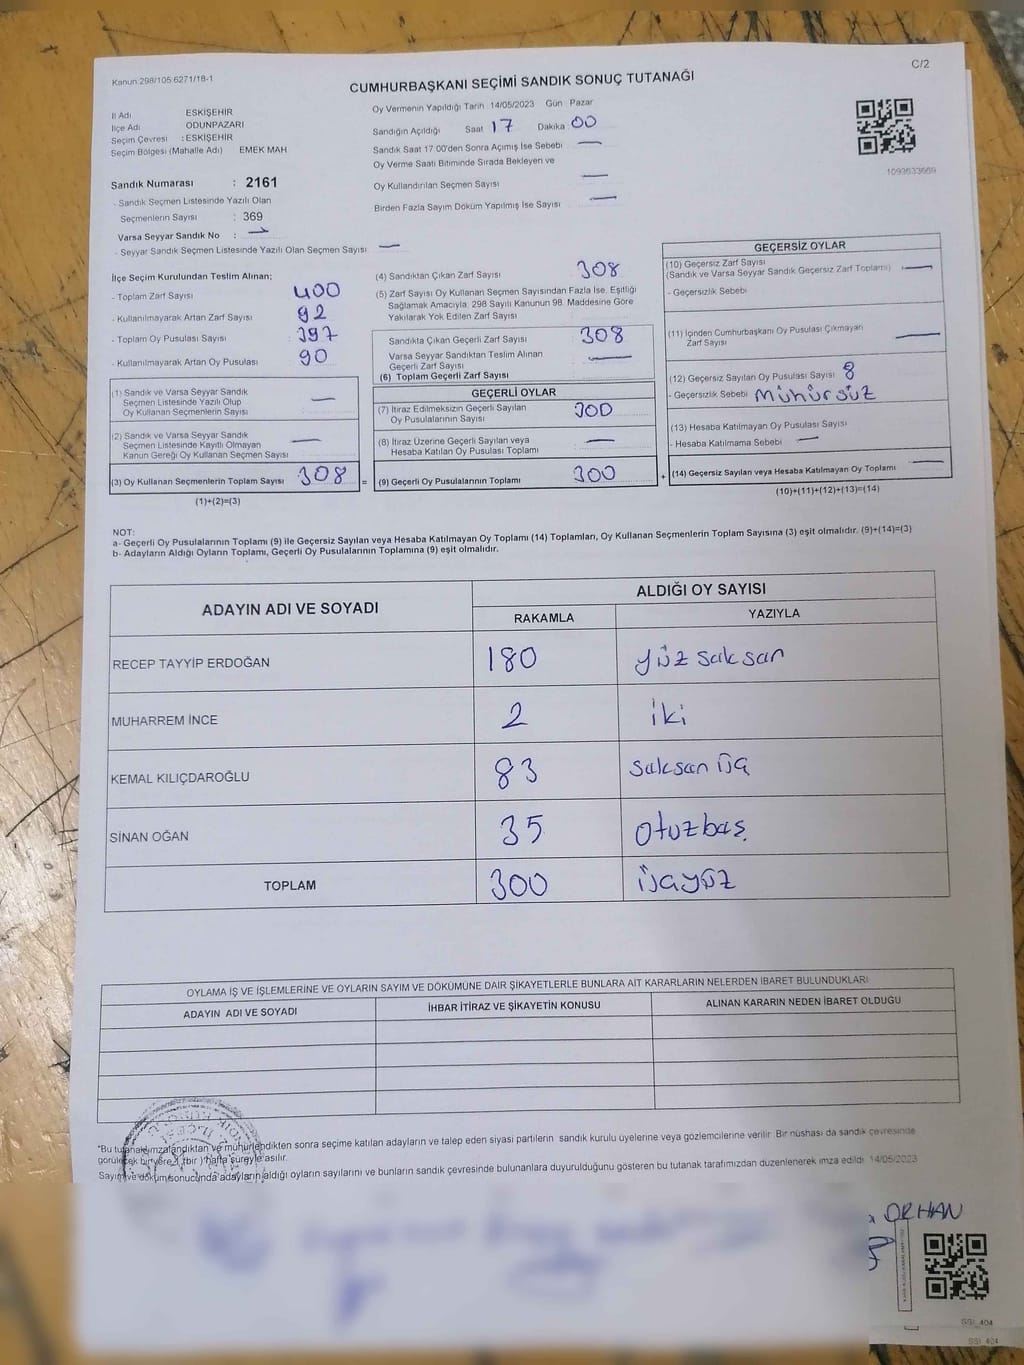 Kanun:298/105 6271/18-1
C/2
CUMHURBAŞKANI SEÇİMİ SANDIK SONUÇ TUTANAĞI
İl Adı ESKİŞEHİR
İlçe Adı ODUNPAZARI
Seçim Çevresi : ESKİŞEHİR
Seçim Bölgesi (Mahalle Adı) EMEK MAH
Sandık Numarası : 2161
- Sandık Seçmen Listesinde Yazılı Olan
Seçmenlerin Sayısı : 369
Varsa Seyyar Sandık No : —
- Seyyar Sandık Seçmen Listesinde Yazılı Olan Seçmen Sayısı —
Oy Vermenin Yapıldığı Tarih 14/05/2023 Gün Pazar
Sandığın Açıldığı Saat 17 Dakika 00
Sandık Saat 17:00'den Sonra Açımış İse Sebebi —
Oy Verme Saati Bitiminde Sırada Bekleyen ve
Oy Kullandırılan Seçmen Sayısı —
Birden Fazla Sayım Döküm Yapılmış İse Sayısı —
1093633669
İlçe Seçim Kurulundan Teslim Alınan;
- Toplam Zarf Sayısı 400
- Kullanılmayarak Artan Zarf Sayısı 92
- Toplam Oy Pusulası Sayısı 397
- Kullanılmayarak Artan Oy Pusulası 90
(1) Sandık ve Varsa Seyyar Sandık
Seçmen Listesinde Yazılı Olup
Oy Kullanan Seçmenlerin Sayısı —
(2) Sandık ve Varsa Seyyar Sandık
Seçmen Listesinde Kayıtlı Olmayan
Kanun Gereği Oy Kullanan Seçmen Sayısı —
(3) Oy Kullanan Seçmenlerin Toplam Sayısı 308 =
(1)+(2)=(3)
(4) Sandıktan Çıkan Zarf Sayısı 308
(5) Zarf Sayısı Oy Kullanan Seçmen Sayısından Fazla İse, Eşitliği
Sağlamak Amacıyla, 298 Sayılı Kanunun 98. Maddesine Göre
Yakılarak Yok Edilen Zarf Sayısı
Sandıkta Çıkan Geçerli Zarf Sayısı 308
Varsa Seyyar Sandıktan Teslim Alınan
Geçerli Zarf Sayısı —
(6) Toplam Geçerli Zarf Sayısı
GEÇERLİ OYLAR
(7) İtiraz Edilmeksizin Geçerli Sayılan
Oy Pusulalarının Sayısı 300
(8) İtiraz Üzerine Geçerli Sayılan veya
Hesaba Katılan Oy Pusulası Toplamı —
(9) Geçerli Oy Pusulalarının Toplamı 300 +
GEÇERSİZ OYLAR
(10) Geçersiz Zarf Sayısı
(Sandık ve Varsa Seyyar Sandık Geçersiz Zarf Toplamı) —
- Geçersizlik Sebebi
(11) İçinden Cumhurbaşkanı Oy Pusulası Çıkmayan
Zarf Sayısı —
(12) Geçersiz Sayılan Oy Pusulası Sayısı 8
- Geçersizlik Sebebi mühürsüz
(13) Hesaba Katılmayan Oy Pusulası Sayısı
- Hesaba Katılmama Sebebi —
(14) Geçersiz Sayılan veya Hesaba Katılmayan Oy Toplamı —
(10)+(11)+(12)+(13)=(14)
NOT:
a- Geçerli Oy Pusulalarının Toplamı (9) ile Geçersiz Sayılan veya Hesaba Katılmayan Oy Toplamı (14) Toplamları, Oy Kullanan Seçmenlerin Toplam Sayısına (3) eşit olmalıdır. (9)+(14)=(3)
b- Adayların Aldığı Oyların Toplamı, Geçerli Oy Pusulalarının Toplamına (9) eşit olmalıdır.
ADAYIN ADI VE SOYADI ALDIĞI OY SAYISI
RAKAMLA YAZIYLA
RECEP TAYYİP ERDOĞAN 180 yüz saksan
MUHARREM İNCE 2 iki
KEMAL KILIÇDAROĞLU 83 saksan üç
SİNAN OĞAN 35 otuzbaş
TOPLAM 300 üçyüz
OYLAMA İŞ VE İŞLEMLERİNE VE OYLARIN SAYIM VE DÖKÜMÜNE DAİR ŞİKAYETLERLE BUNLARA AİT KARARLARIN NELERDEN İBARET BULUNDUKLARI
ADAYIN ADI VE SOYADI İHBAR İTİRAZ VE ŞİKAYETİN KONUSU ALINAN KARARIN NEDEN İBARET OLDUĞU
*Bu tutanak imzalandıktan ve mühürlendikten sonra seçime katılan adayların ve talep eden siyasi partilerin sandık kurulu üyelerine veya gözlemcilerine verilir. Bir nüshası da sandık çevresinde
görülecek bir yere 1 (bir ) hafta süreyle asılır.
Sayım ve döküm sonucunda adayların aldığı oyların sayılarını ve bunların sandık çevresinde bulunanlara duyurulduğunu gösteren bu tutanak tarafımızdan düzenlenerek imza edildi. 14/05/2023
ORHAN
SSI_404
SSI_404